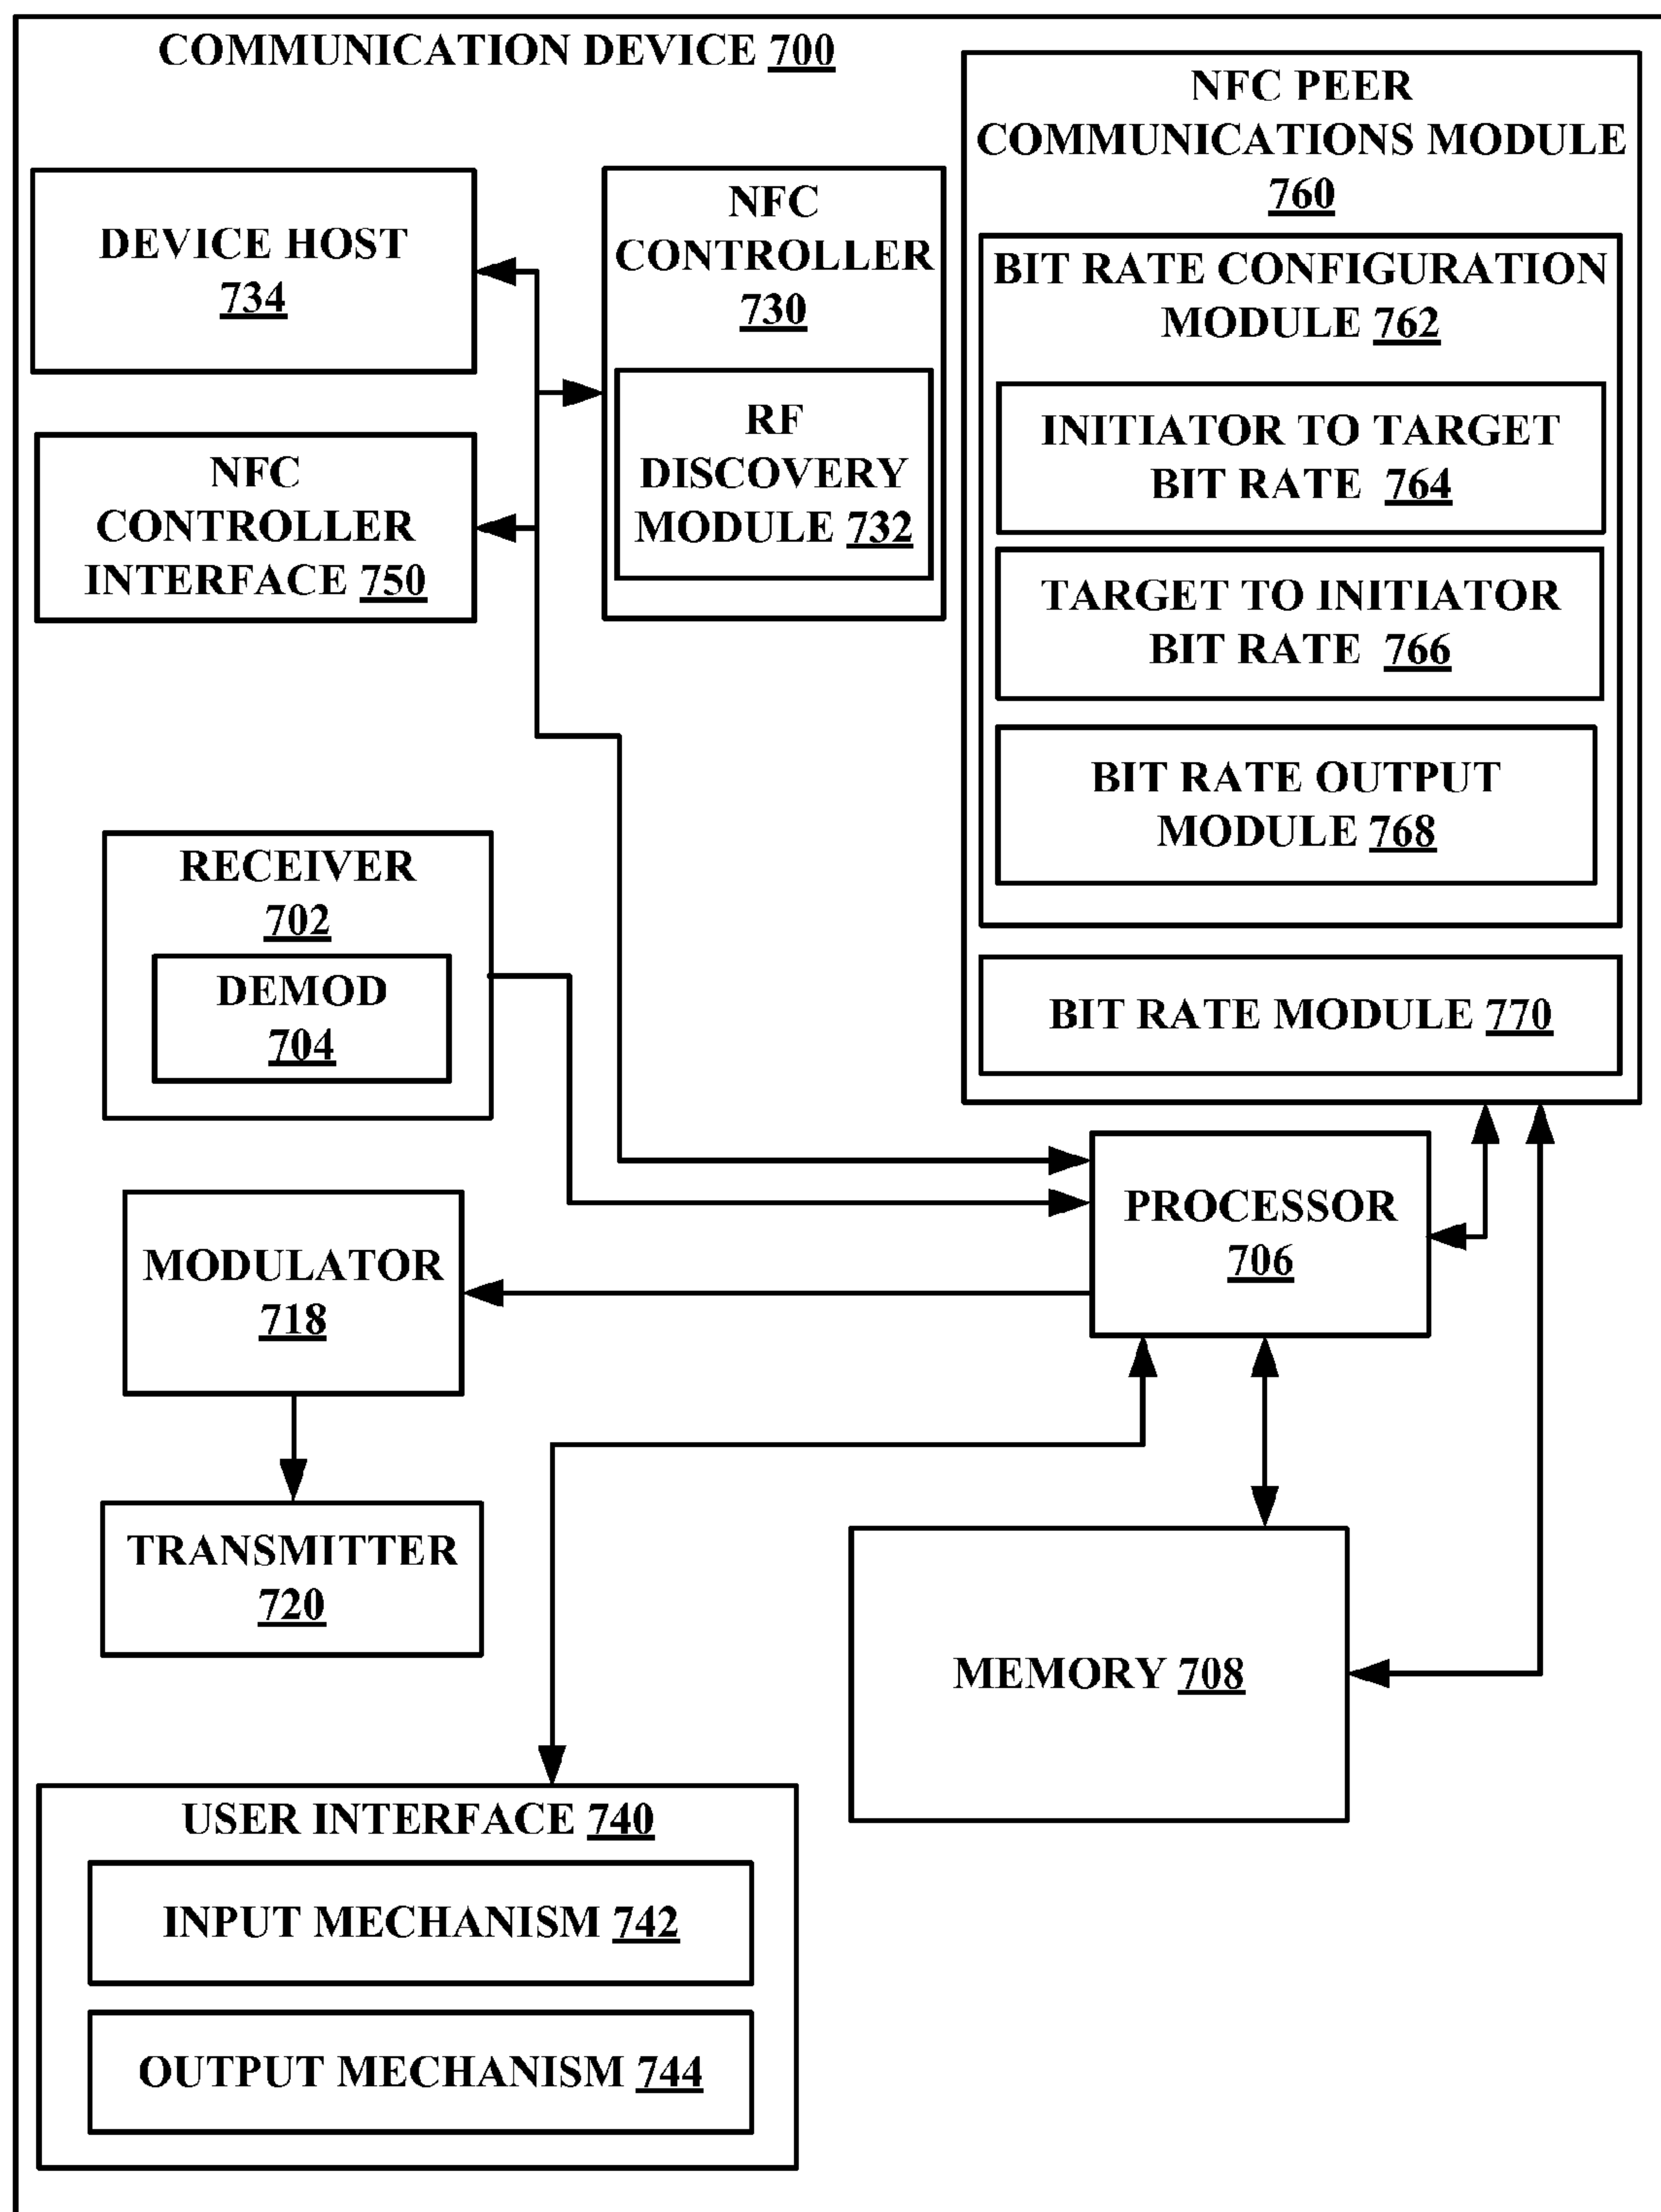 COMMUNICATION DEVICE 700
NFC PEER
COMMUNICATIONS MODULE
760
DEVICE HOST
734
NFC
CONTROLLER
730
BIT RATE CONFIGURATION
MODULE 762
RF
DISCOVERY
MODULE 732
INITIATOR TO TARGET
BIT RATE 764
NFC
CONTROLLER
INTERFACE 750
TARGET TO INITIATOR
BIT RATE 766
BIT RATE OUTPUT
MODULE 768
RECEIVER
702
DEMOD
704
BIT RATE MODULE 770
PROCESSOR
706
MODULATOR
718
TRANSMITTER
720
MEMORY 708
USER INTERFACE 740
INPUT MECHANISM 742
OUTPUT MECHANISM 744